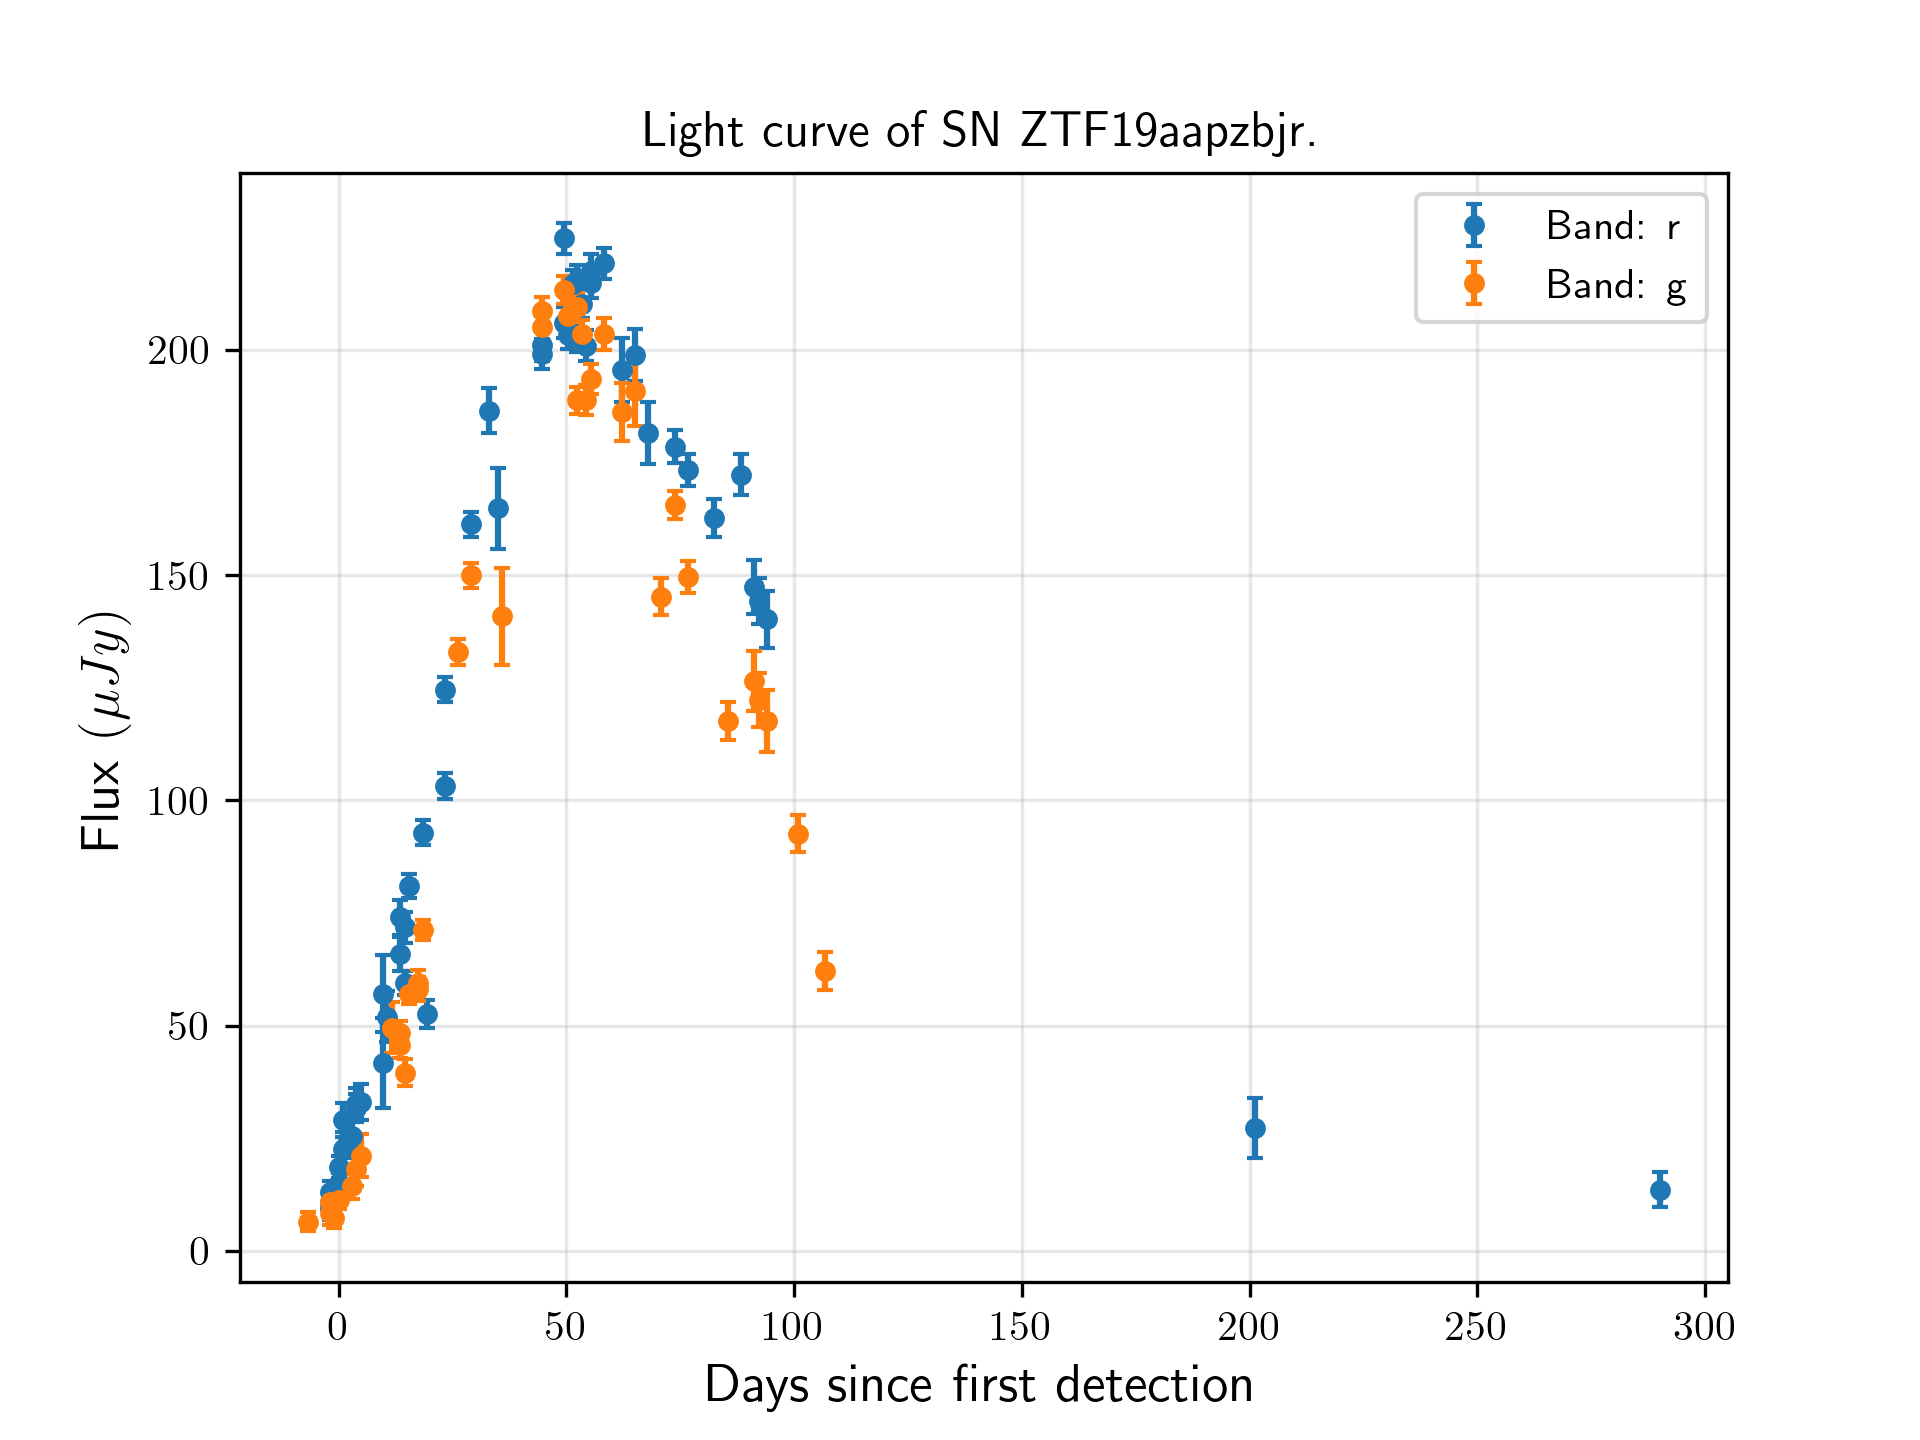 Light curve of SN ZTF19aapzbjr.
Band: r
Band: g
Flux (μJy)
200
150
100
50
0
0 50 100 150 200 250 300
Days since first detection